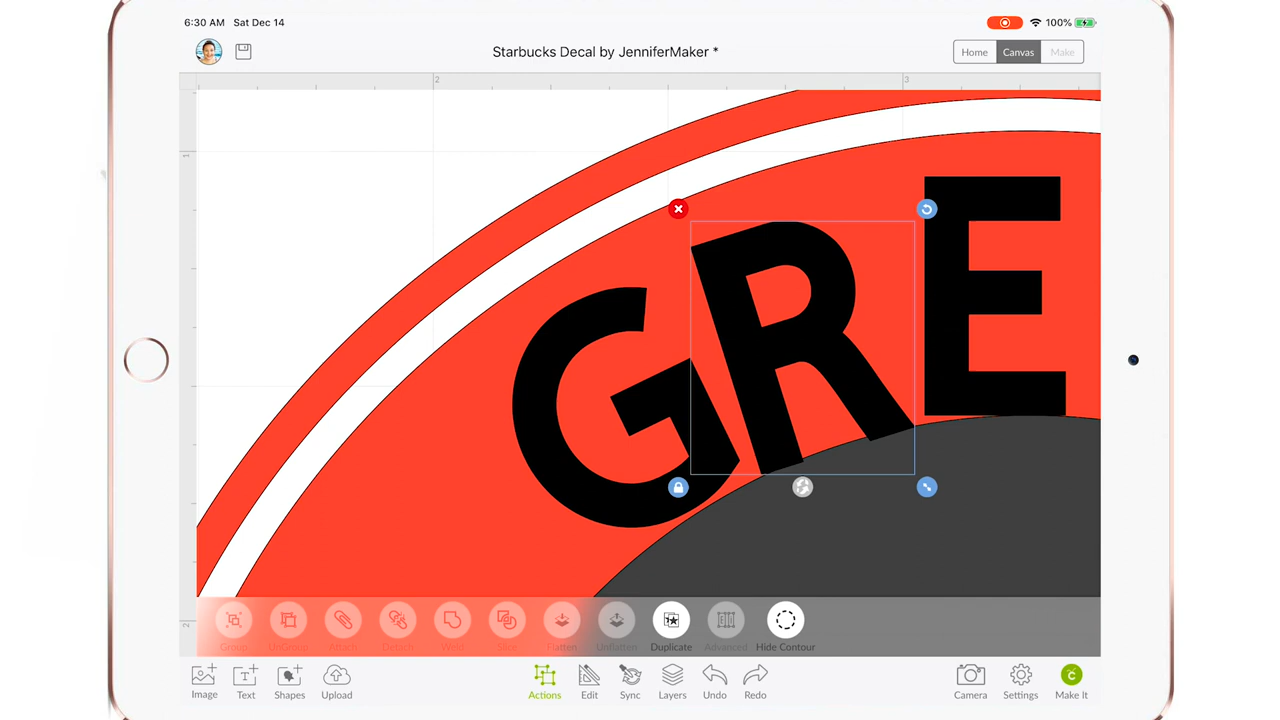 6:30 AM Sat Dec 14
100%
Starbucks Decal by JenniferMaker *
Home Canvas Make
2 3
1
GRE
2
Group UnGroup Attach Detach Weld Slice Flatten Unflatten Duplicate Advanced Hide Contour
Image Text Shapes Upload Actions Edit Sync Layers Undo Redo Camera Settings Make It